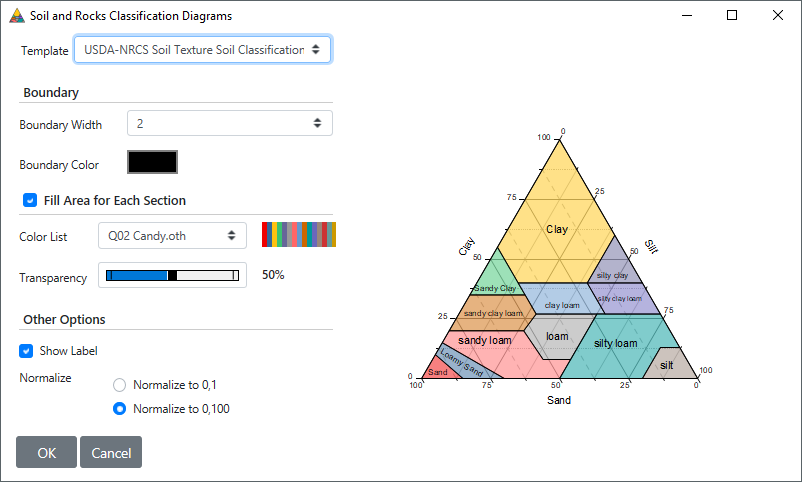 Soil and Rocks Classification Diagrams
Template USDA-NRCS Soil Texture Soil Classification
Boundary
Boundary Width 2
Boundary Color
Fill Area for Each Section
Color List Q02 Candy.oth
Transparency 50%
Other Options
Show Label
Normalize
Normalize to 0,1
Normalize to 0,100
OK Cancel
100 0
75 25
Clay
Clay Silt
50 50
silty clay
Sandy Clay silty clay loam
clay loam
25 sandy clay loam 75
sandy loam loam silty loam
Loamy Sand
Sand silt
0 100
100 75 50 25 0
Sand